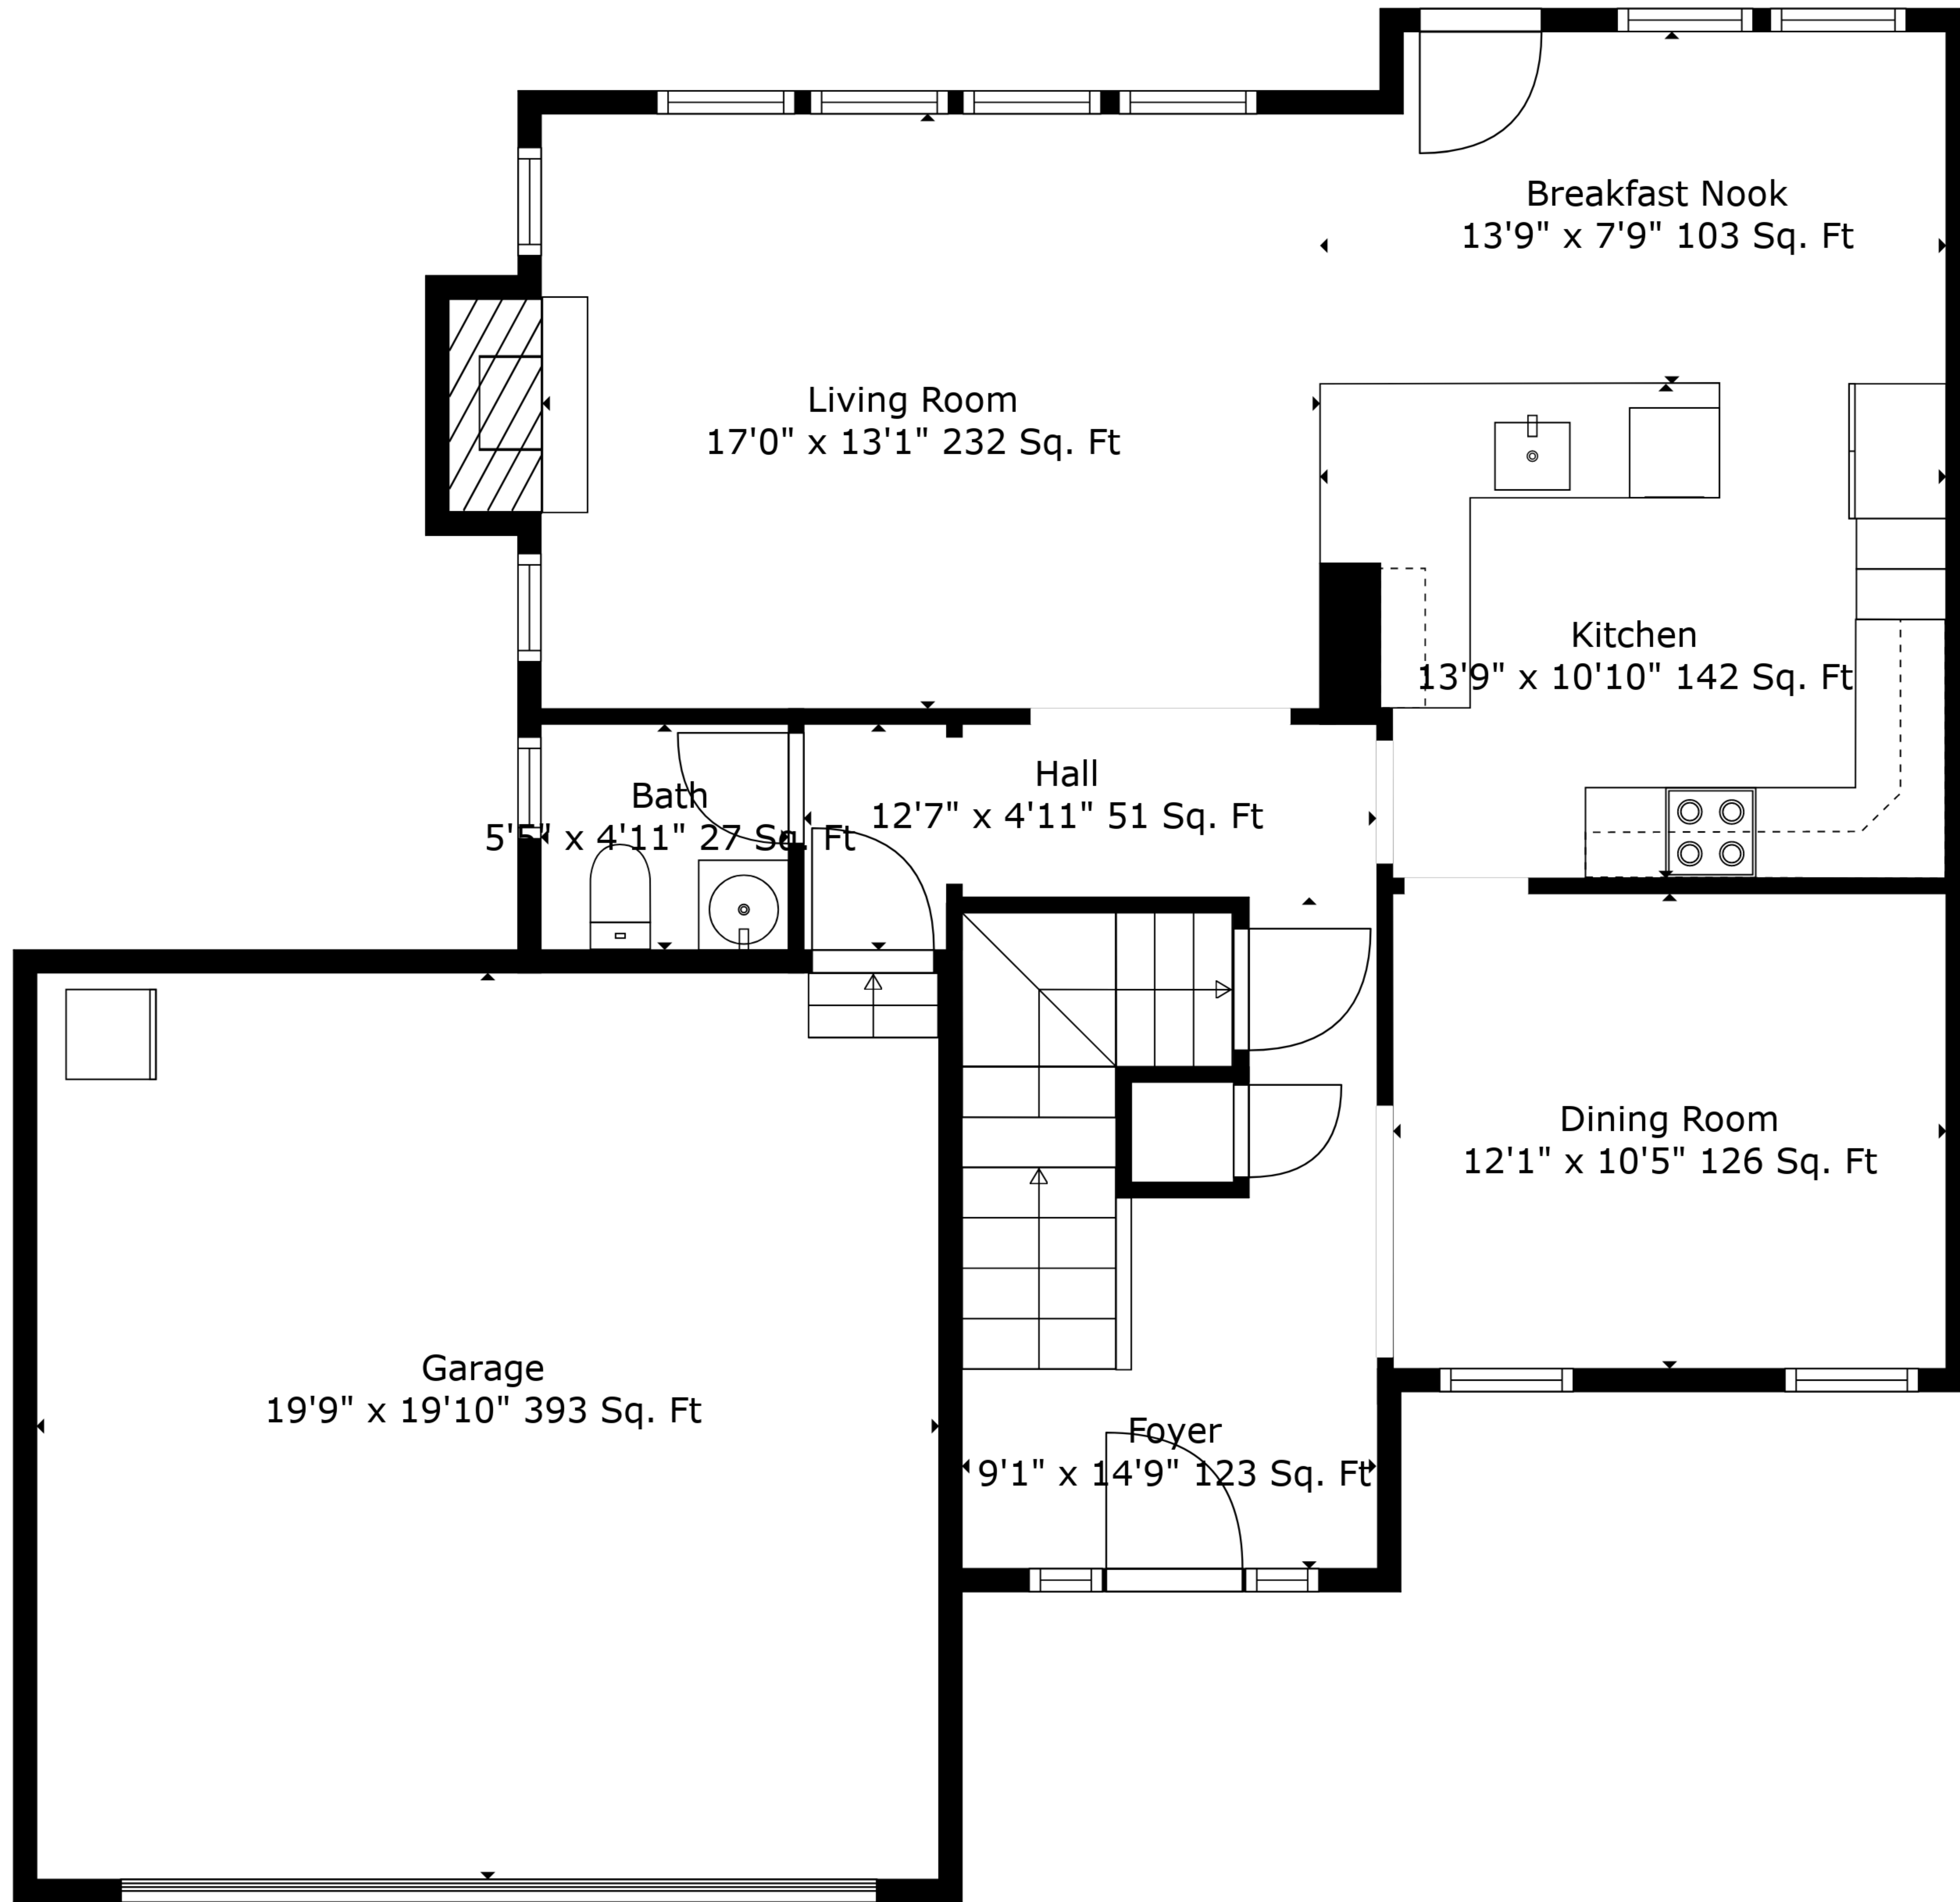 Breakfast Nook
13'9" x 7'9" 103 Sq. Ft
Living Room
17'0" x 13'1" 232 Sq. Ft
Kitchen
13'9" x 10'10" 142 Sq. Ft
Hall
12'7" x 4'11" 51 Sq. Ft
Bath
5'5" x 4'11" 27 Sq. Ft
Dining Room
12'1" x 10'5" 126 Sq. Ft
Garage
19'9" x 19'10" 393 Sq. Ft
Foyer
9'1" x 14'9" 123 Sq. Ft